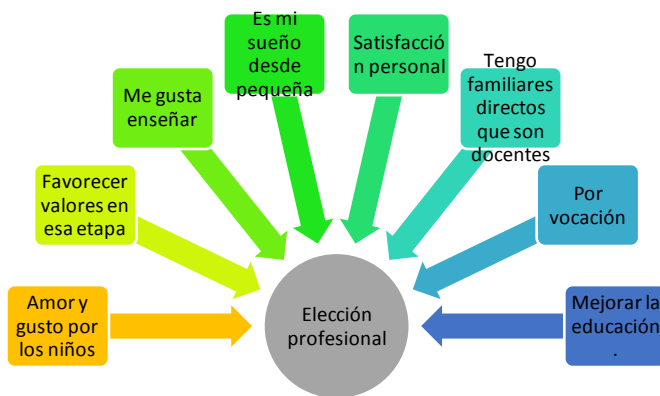 Amor y
gusto por
los niños
Favorecer
valores en
esa etapa
Me gusta
enseñar
Es mi
sueño
desde
pequeña
Satisfacció
n personal
Tengo
familiares
directos
que son
docentes
Por
vocación
Mejorar la
educación
.
Elección
profesional